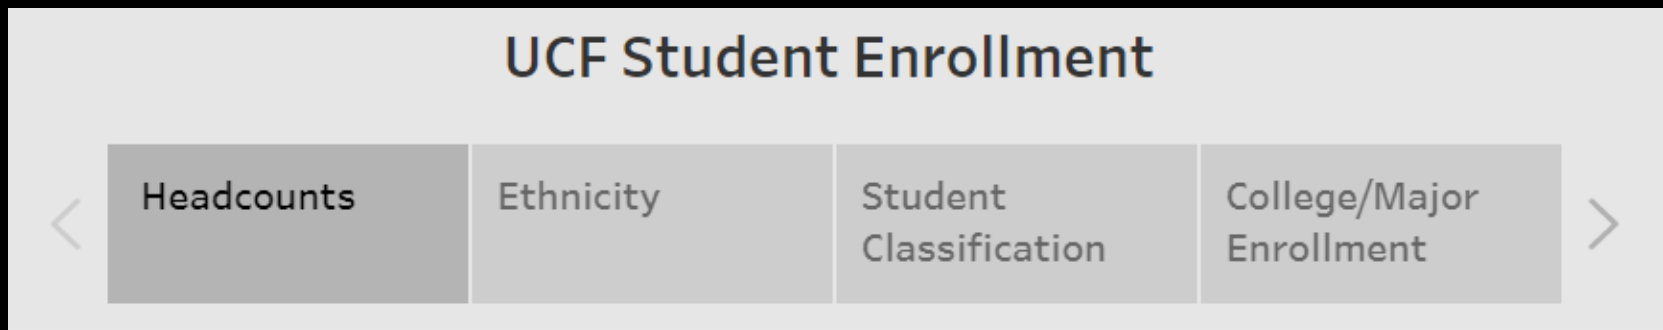 UCF Student Enrollment
Headcounts
Ethnicity
Student
Classification
College/Major
Enrollment